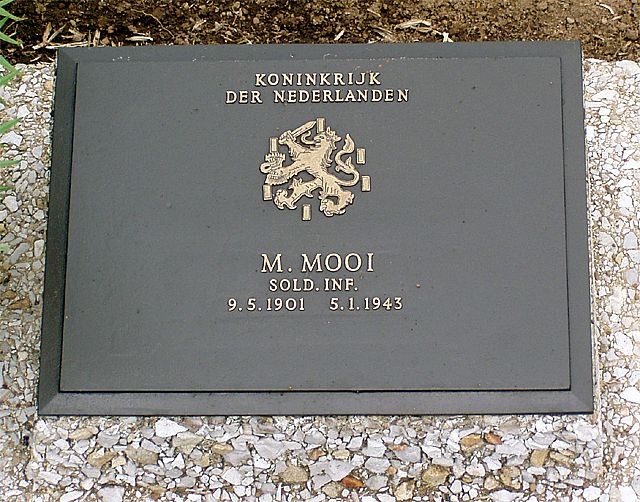 KONINKRIJK
DER NEDERLANDEN
M. MOOI
SOLD. INF.
9.5.1901 5.1.1943